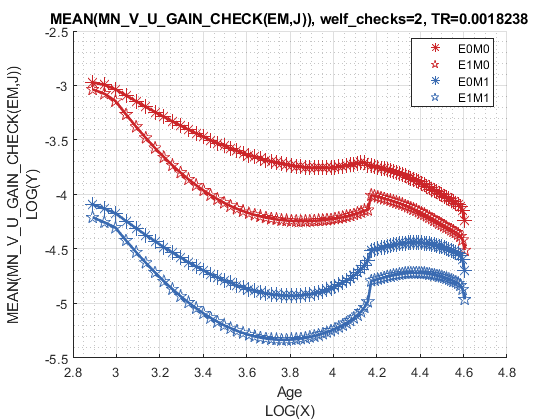 MEAN(MN_V_U_GAIN_CHECK(EM,J)), welf_checks=2, TR=0.0018238
MEAN(MN_V_U_GAIN_CHECK(EM,J))
LOG(Y)
-2.5
-3
-3.5
-4
-4.5
-5
-5.5
E0M0
E1M0
E0M1
E1M1
2.8 3 3.2 3.4 3.6 3.8 4 4.2 4.4 4.6 4.8
Age
LOG(X)